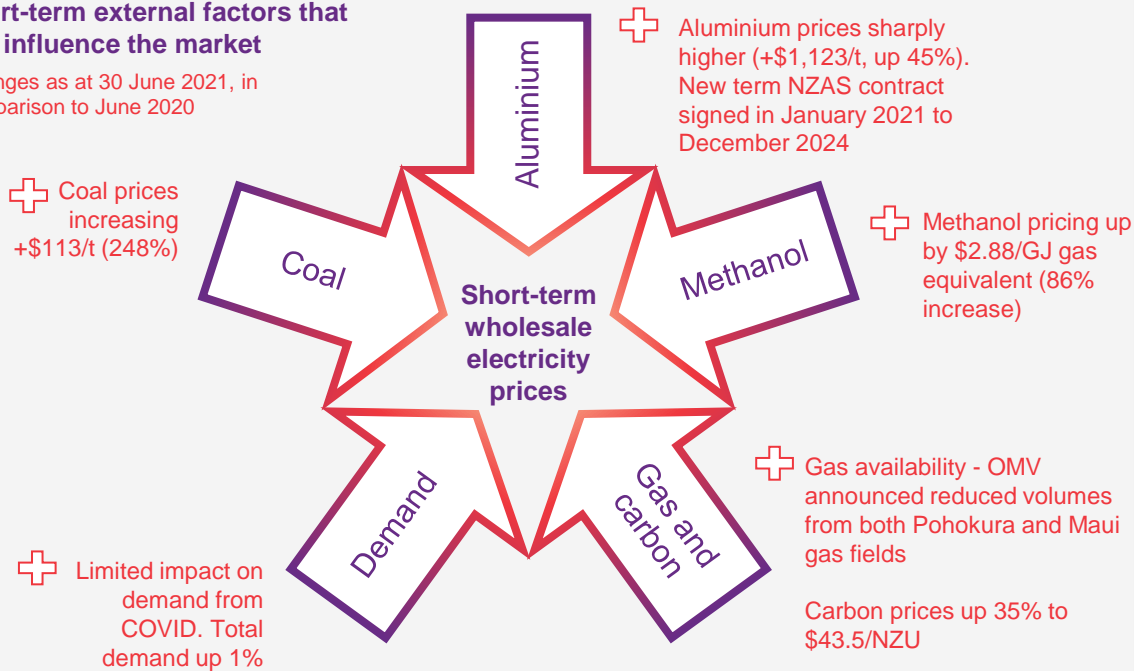 rt-term external factors that
influence the market
nges as at 30 June 2021, in
parison to June 2020
Aluminium
Aluminium prices sharply
higher (+$1,123/t, up 45%).
New term NZAS contract
signed in January 2021 to
December 2024
Coal prices
increasing
+$113/t (248%)
Coal
Methanol
Methanol pricing up
by $2.88/GJ gas
equivalent (86%
increase)
Short-term
wholesale
electricity
prices
Demand
Gas and
carbon
Gas availability - OMV
announced reduced volumes
from both Pohokura and Maui
gas fields
Carbon prices up 35% to
$43.5/NZU
Limited impact on
demand from
COVID. Total
demand up 1%